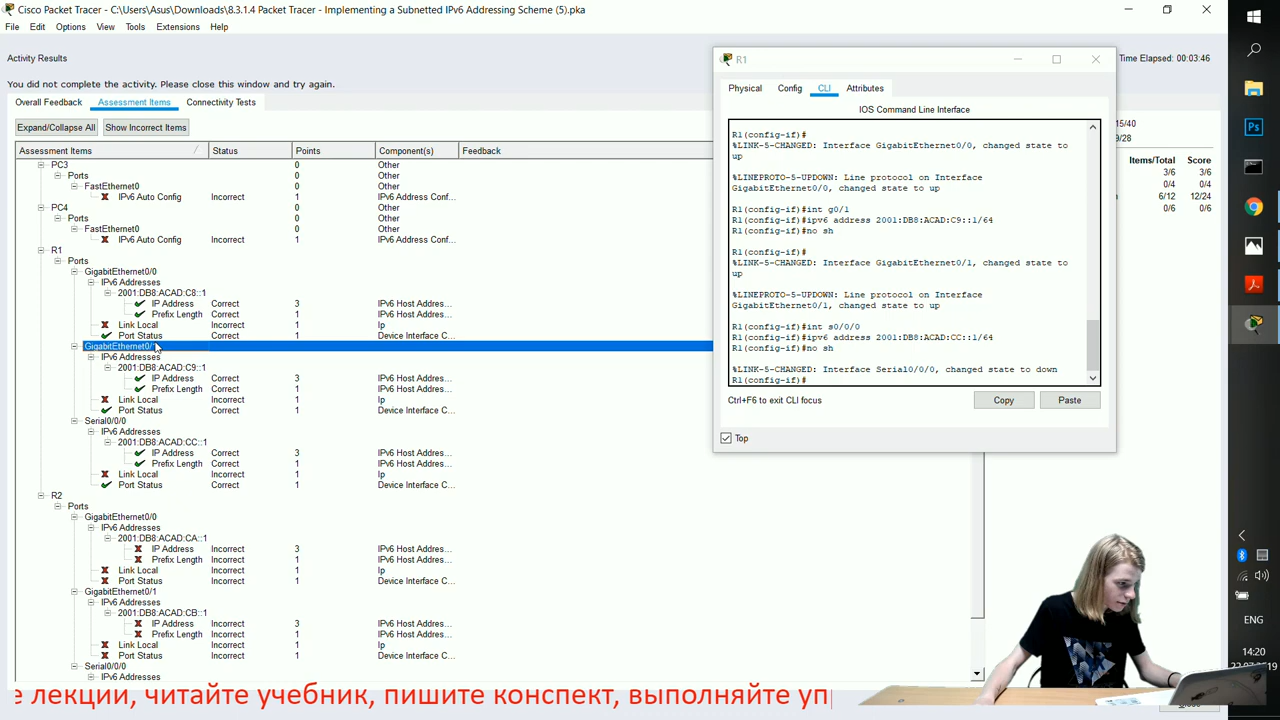 Cisco Packet Tracer - C:\Users\Asus\Downloads\8.3.1.4 Packet Tracer - Implementing a Subnetted IPv6 Addressing Scheme (5).pka
File Edit Options View Tools Extensions Help
Activity Results
Time Elapsed: 00:03:46
You did not complete the activity. Please close this window and try again.
Overall Feedback Assessment Items Connectivity Tests
Expand/Collapse All Show Incorrect Items
Assessment Items Status Points Component(s) Feedback
PC3 0 Other
Ports 0 Other
FastEthernet0 0 Other
IPv6 Auto Config Incorrect 1 IPv6 Address Conf...
PC4 0 Other
Ports 0 Other
FastEthernet0 0 Other
IPv6 Auto Config Incorrect 1 IPv6 Address Conf...
R1
Ports
GigabitEthernet0/0
IPv6 Addresses
2001:DB8:ACAD:C8::1
IP Address Correct 3 IPv6 Host Addres...
Prefix Length Correct 1 IPv6 Host Addres...
Link Local Incorrect 1 Ip
Port Status Correct 1 Device Interface C...
GigabitEthernet0/
IPv6 Addresses
2001:DB8:ACAD:C9::1
IP Address Correct 3 IPv6 Host Addres...
Prefix Length Correct 1 IPv6 Host Addres...
Link Local Incorrect 1 Ip
Port Status Correct 1 Device Interface C...
Serial0/0/0
IPv6 Addresses
2001:DB8:ACAD:CC::1
IP Address Correct 3 IPv6 Host Addres...
Prefix Length Correct 1 IPv6 Host Addres...
Link Local Incorrect 1 Ip
Port Status Correct 1 Device Interface C...
R2
Ports
GigabitEthernet0/0
IPv6 Addresses
2001:DB8:ACAD:CA::1
IP Address Incorrect 3 IPv6 Host Addres...
Prefix Length Incorrect 1 IPv6 Host Addres...
Link Local Incorrect 1 Ip
Port Status Incorrect 1 Device Interface C...
GigabitEthernet0/1
IPv6 Addresses
2001:DB8:ACAD:CB::1
IP Address Incorrect 3 IPv6 Host Addres...
Prefix Length Incorrect 1 IPv6 Host Addres...
Link Local Incorrect 1 Ip
Port Status Incorrect 1 Device Interface C...
Serial0/0/0
R1
Physical Config CLI Attributes
IOS Command Line Interface
R1(config-if)#
%LINK-5-CHANGED: Interface GigabitEthernet0/0, changed state to
up
%LINEPROTO-5-UPDOWN: Line protocol on Interface
GigabitEthernet0/0, changed state to up
R1(config-if)#int g0/1
R1(config-if)#ipv6 address 2001:DB8:ACAD:C9::1/64
R1(config-if)#no sh
R1(config-if)#
%LINK-5-CHANGED: Interface GigabitEthernet0/1, changed state to
up
%LINEPROTO-5-UPDOWN: Line protocol on Interface
GigabitEthernet0/1, changed state to up
R1(config-if)#int s0/0/0
R1(config-if)#ipv6 address 2001:DB8:ACAD:CC::1/64
R1(config-if)#no sh
%LINK-5-CHANGED: Interface Serial0/0/0, changed state to down
R1(config-if)#
Ctrl+F6 to exit CLI focus Copy Paste
Top
15/40
9/28
Items/Total Score
3/6 3/6
0/4 0/4
6/12 12/24
0/6 0/6
ENG
14:20
е лекции, читайте учебник, пишите конспект, выполняйте уп